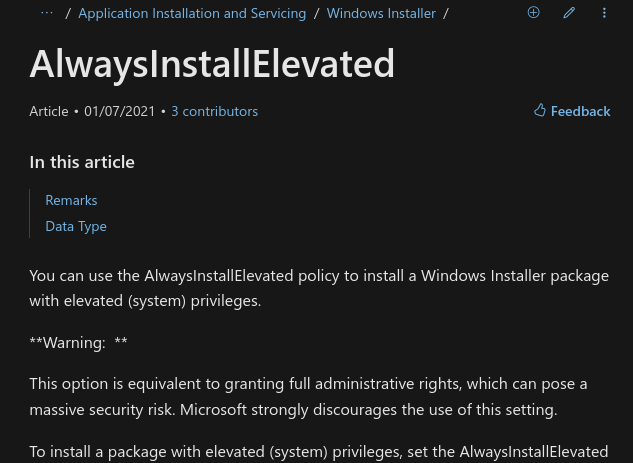 ··· / Application Installation and Servicing / Windows Installer /
AlwaysInstallElevated
Article • 01/07/2021 • 3 contributors
Feedback
In this article
Remarks
Data Type
You can use the AlwaysInstallElevated policy to install a Windows Installer package
with elevated (system) privileges.
**Warning:  **
This option is equivalent to granting full administrative rights, which can pose a
massive security risk. Microsoft strongly discourages the use of this setting.
To install a package with elevated (system) privileges, set the AlwaysInstallElevated